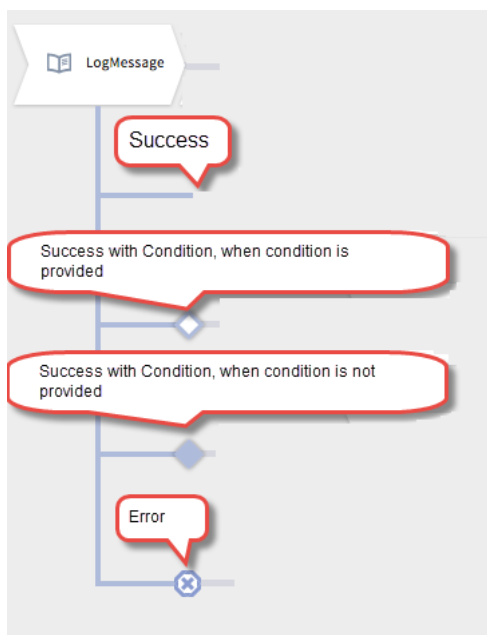 LogMessage
Success
Success with Condition, when condition is
provided
Success with Condition, when condition is not
provided
Error